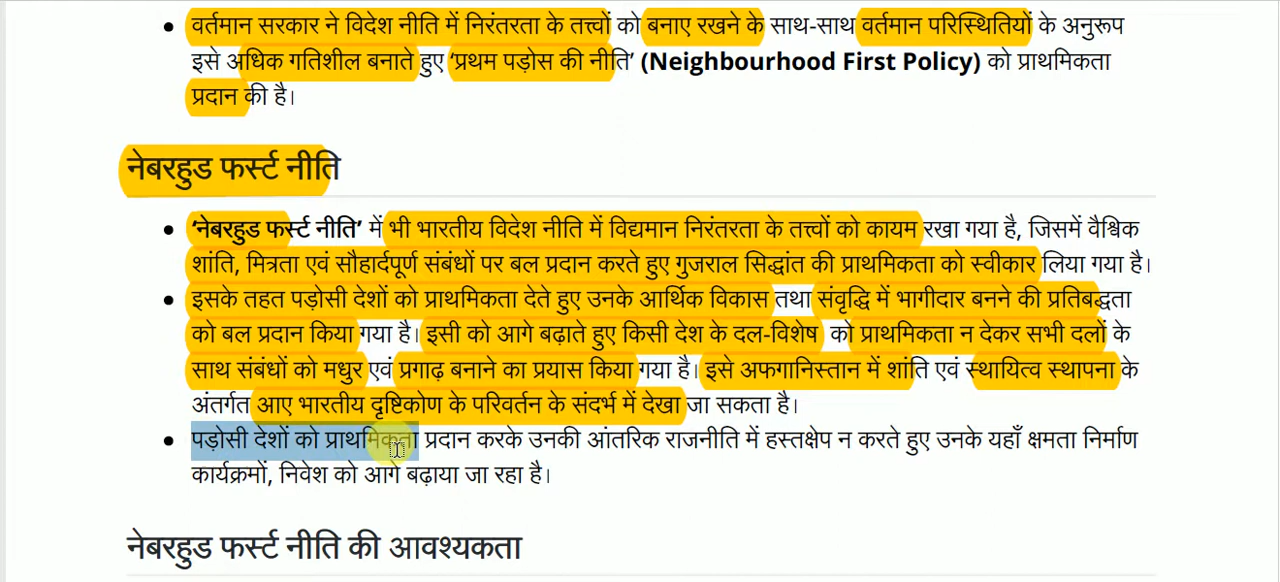 वर्तमान सरकार ने विदेश नीति में निरंतरता के तत्त्वों को बनाए रखने के साथ-साथ वर्तमान परिस्थितियों के अनुरूप
इसे अधिक गतिशील बनाते हुए ‘प्रथम पड़ोस की नीति’ (Neighbourhood First Policy) को प्राथमिकता
प्रदान की है।
नेबरहुड फर्स्ट नीति
‘नेबरहुड फर्स्ट नीति’ में भी भारतीय विदेश नीति में विद्यमान निरंतरता के तत्त्वों को कायम रखा गया है, जिसमें वैश्विक
शांति, मित्रता एवं सौहार्दपूर्ण संबंधों पर बल प्रदान करते हुए गुजराल सिद्धांत की प्राथमिकता को स्वीकार लिया गया है।
इसके तहत पड़ोसी देशों को प्राथमिकता देते हुए उनके आर्थिक विकास तथा संवृद्धि में भागीदार बनने की प्रतिबद्धता
को बल प्रदान किया गया है। इसी को आगे बढ़ाते हुए किसी देश के दल-विशेष को प्राथमिकता न देकर सभी दलों के
साथ संबंधों को मधुर एवं प्रगाढ़ बनाने का प्रयास किया गया है। इसे अफगानिस्तान में शांति एवं स्थायित्व स्थापना के
अंतर्गत आए भारतीय दृष्टिकोण के परिवर्तन के संदर्भ में देखा जा सकता है।
पड़ोसी देशों को प्राथमिकता प्रदान करके उनकी आंतरिक राजनीति में हस्तक्षेप न करते हुए उनके यहाँ क्षमता निर्माण
कार्यक्रमों, निवेश को आगे बढ़ाया जा रहा है।
नेबरहुड फर्स्ट नीति की आवश्यकता